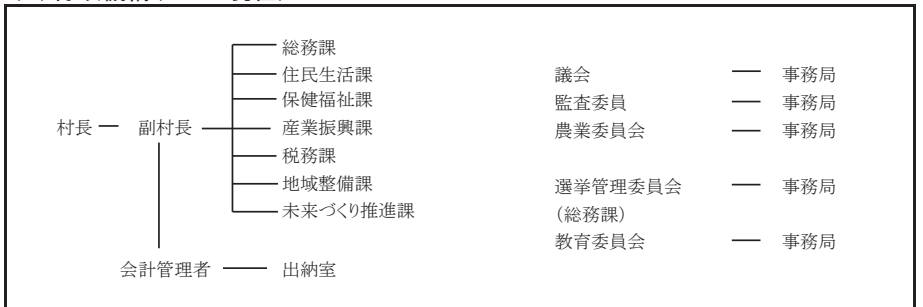 総務課
住民生活課
議会 事務局
保健福祉課
監査委員 事務局
村長 副村長 産業振興課
農業委員会 事務局
税務課
地域整備課
選挙管理委員会 事務局
未来づくり推進課
（総務課）
教育委員会 事務局
会計管理者 出納室